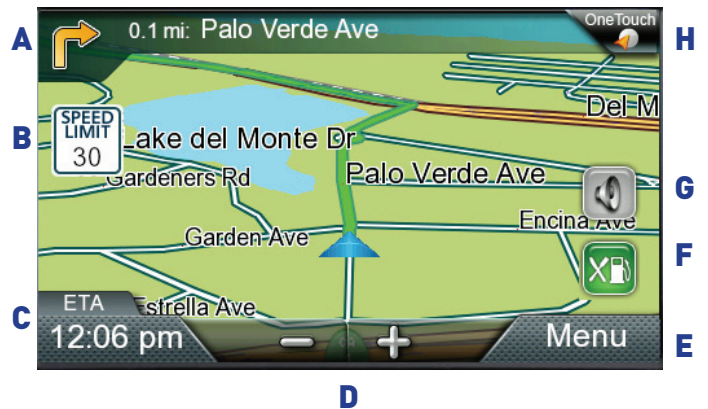 A
0.1 mi: Palo Verde Ave
OneTouch
H
B
SPEED
LIMIT
30
Lake del Monte Dr
Del M
Gardeners Rd
Palo Verde Ave
G
Encina Ave
Garden Ave
F
X
C
ETA
Estrella Ave
12:06 pm
Menu
E
D